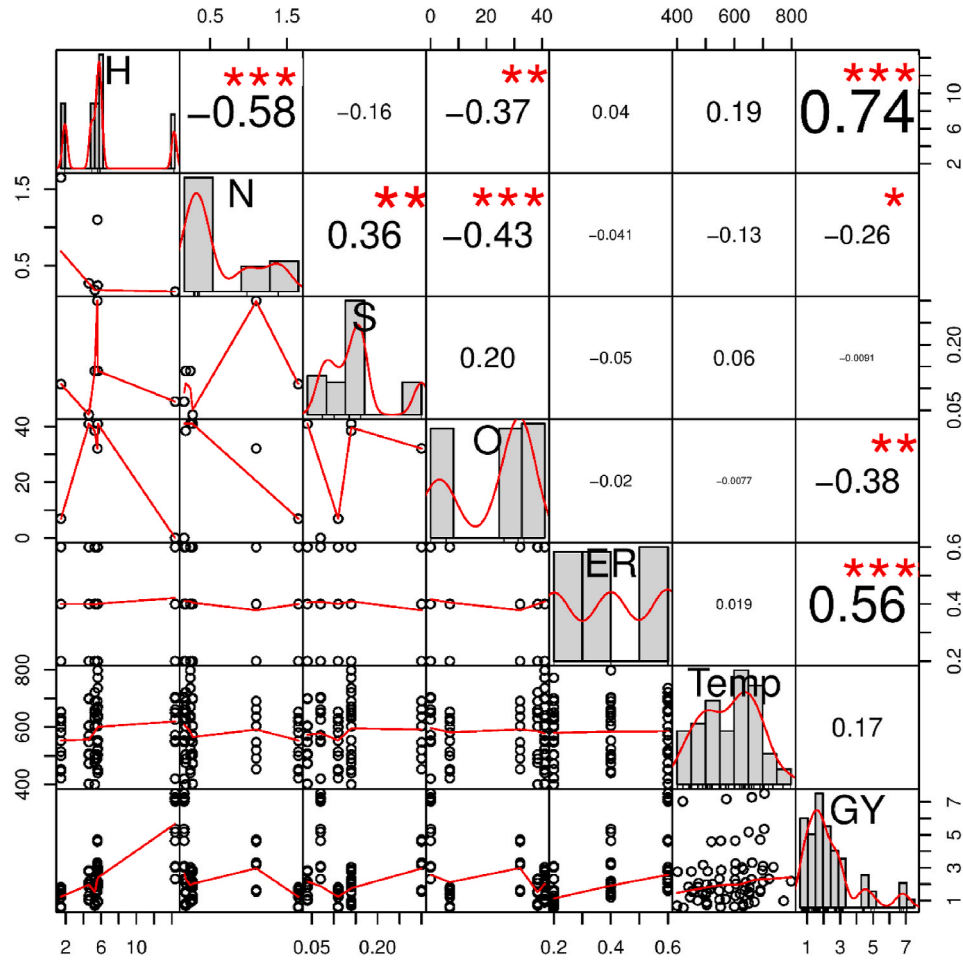 0.5 1.5 0 20 40 400 600 800
*** ** ***
H -0.58 -0.16 -0.37 0.04 0.19 0.74 2 6 10
** *** *
0.5 1.5 N 0.36 -0.43 -0.041 -0.13 -0.26
S 0.20 -0.05 0.06 -0.0091 0.05 0.20
**
0 20 40 O -0.02 -0.0077 -0.38
***
ER 0.019 0.56 0.2 0.4 0.6
400 600 800 Temp 0.17
GY 1 3 5 7
2 6 10 0.05 0.20 0.2 0.4 0.6 1 3 5 7